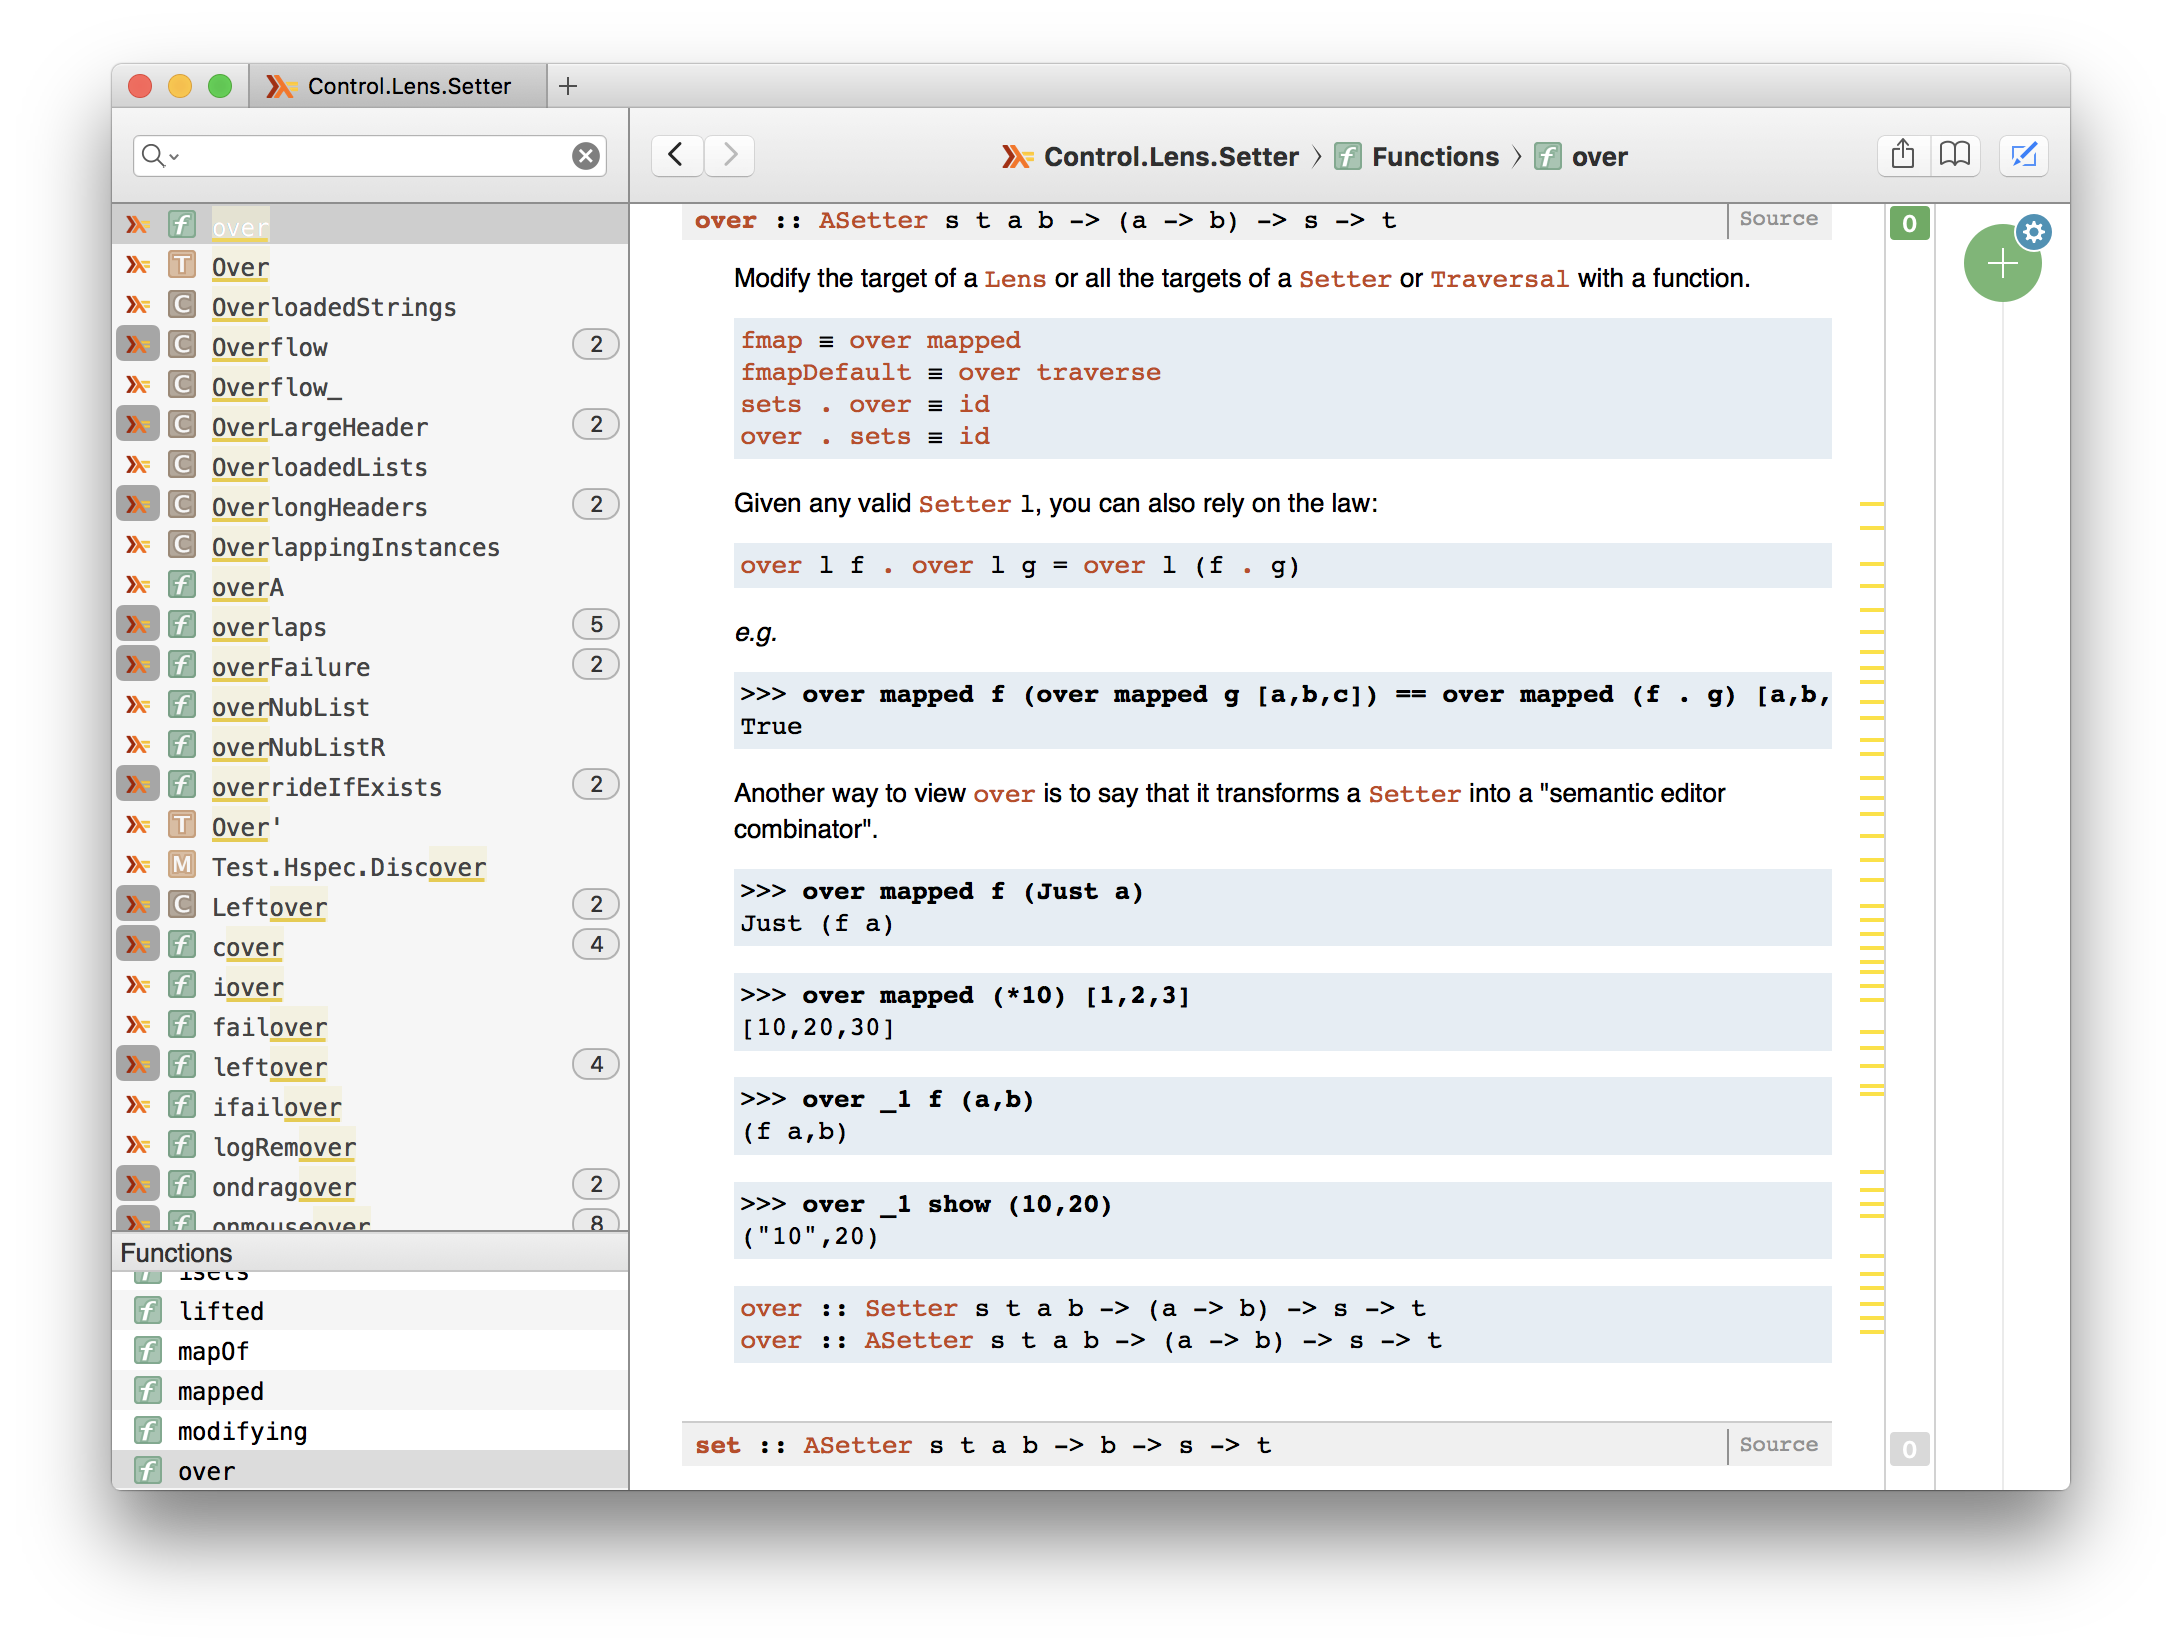 Control.Lens.Setter
Control.Lens.Setter 〉 f Functions 〉 f over
f over
T Over
C OverloadedStrings
C Overflow 2
C Overflow_
C OverLargeHeader 2
C OverloadedLists
C OverlongHeaders 2
C OverlappingInstances
f overA
f overlaps 5
f overFailure 2
f overNubList
f overNubListR
f overrideIfExists 2
T Over'
M Test.Hspec.Discover
C Leftover 2
f cover 4
f iover
f failover
f leftover 4
f ifailover
f logRemover
f ondragover 2
f onmouseover 8
Functions
f isets
f lifted
f mapOf
f mapped
f modifying
f over
over :: ASetter s t a b -> (a -> b) -> s -> t Source 0
Modify the target of a Lens or all the targets of a Setter or Traversal with a function.
fmap ≡ over mapped
fmapDefault ≡ over traverse
sets . over ≡ id
over . sets ≡ id
Given any valid Setter l, you can also rely on the law:
over l f . over l g = over l (f . g)
e.g.
>>> over mapped f (over mapped g [a,b,c]) == over mapped (f . g) [a,b,
True
Another way to view over is to say that it transforms a Setter into a "semantic editor
combinator".
>>> over mapped f (Just a)
Just (f a)
>>> over mapped (*10) [1,2,3]
[10,20,30]
>>> over _1 f (a,b)
(f a,b)
>>> over _1 show (10,20)
("10",20)
over :: Setter s t a b -> (a -> b) -> s -> t
over :: ASetter s t a b -> (a -> b) -> s -> t
set :: ASetter s t a b -> b -> s -> t Source 0